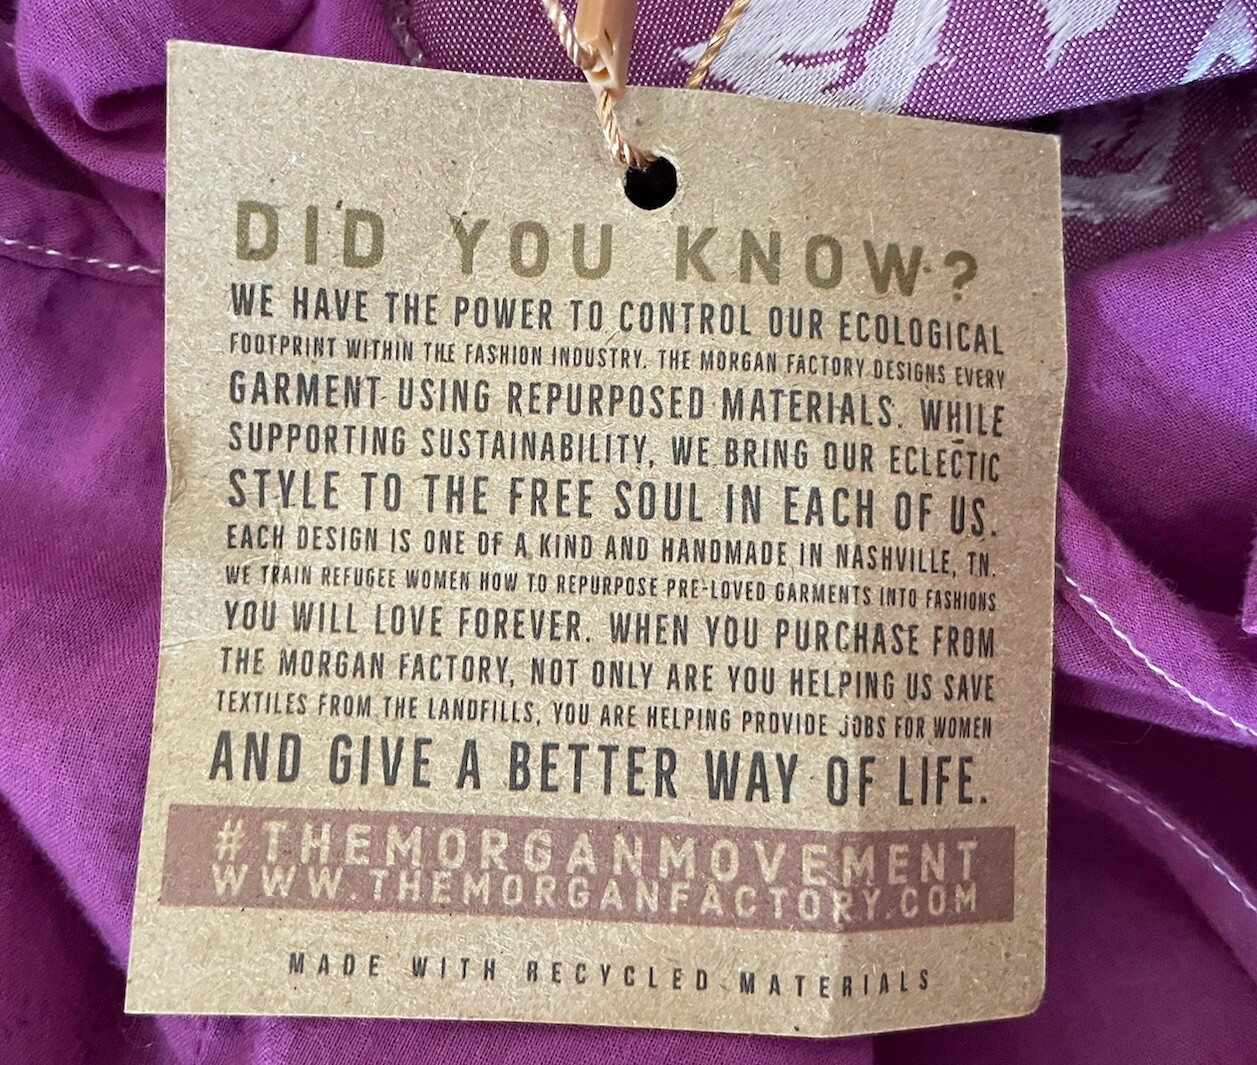 DID YOU KNOW?
WE HAVE THE POWER TO CONTROL OUR ECOLOGICAL
FOOTPRINT WITHIN THE FASHION INDUSTRY. THE MORGAN FACTORY DESIGNS EVERY
GARMENT USING REPURPOSED MATERIALS. WHILE
SUPPORTING SUSTAINABILITY, WE BRING OUR ECLECTIC
STYLE TO THE FREE SOUL IN EACH OF US.
EACH DESIGN IS ONE OF A KIND AND HANDMADE IN NASHVILLE, TN.
WE TRAIN REFUGEE WOMEN HOW TO REPURPOSE PRE-LOVED GARMENTS INTO FASHIONS
YOU WILL LOVE FOREVER. WHEN YOU PURCHASE FROM
THE MORGAN FACTORY, NOT ONLY ARE YOU HELPING US SAVE
TEXTILES FROM THE LANDFILLS, YOU ARE HELPING PROVIDE JOBS FOR WOMEN
AND GIVE A BETTER WAY OF LIFE.
#THEMORGANMOVEMENT
WWW.THEMORGANFACTORY.COM
MADE WITH RECYCLED MATERIALS